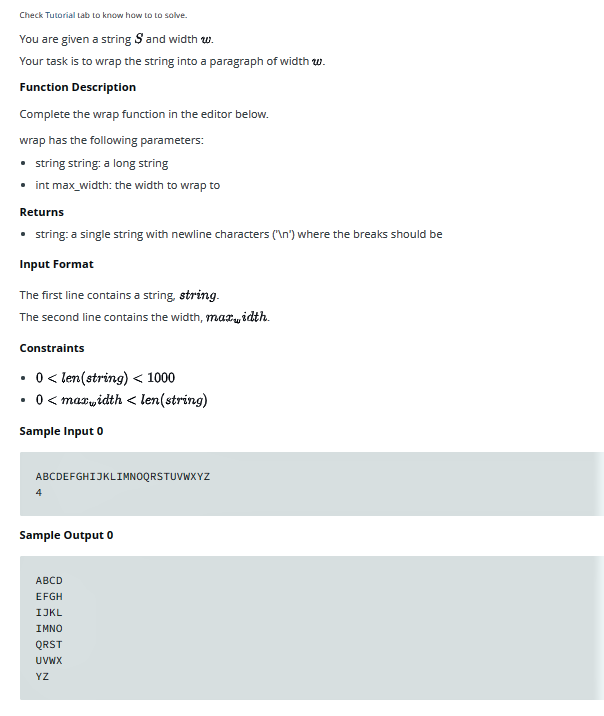 Check Tutorial tab to know how to to solve.
You are given a string S and width w.
Your task is to wrap the string into a paragraph of width w.
Function Description
Complete the wrap function in the editor below.
wrap has the following parameters:
• string string: a long string
• int max_width: the width to wrap to
Returns
• string: a single string with newline characters ('\n') where the breaks should be
Input Format
The first line contains a string, string.
The second line contains the width, max_width.
Constraints
• 0 < len(string) < 1000
• 0 < max_width < len(string)
Sample Input 0
ABCDEFGHIJKLIMNOQRSTUVWXYZ
4
Sample Output 0
ABCD
EFGH
IJKL
IMNO
QRST
UVWX
YZ